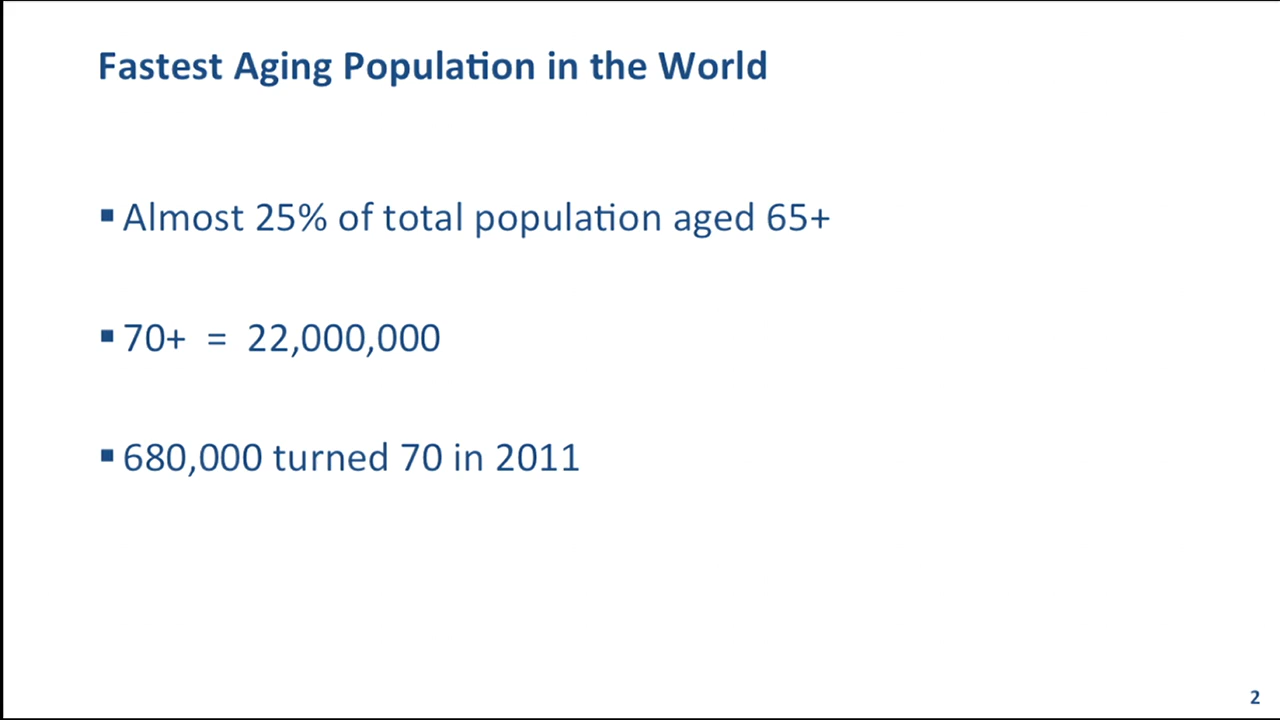 Fastest Aging Population in the World
▪ Almost 25% of total population aged 65+
▪ 70+ = 22,000,000
▪ 680,000 turned 70 in 2011
2